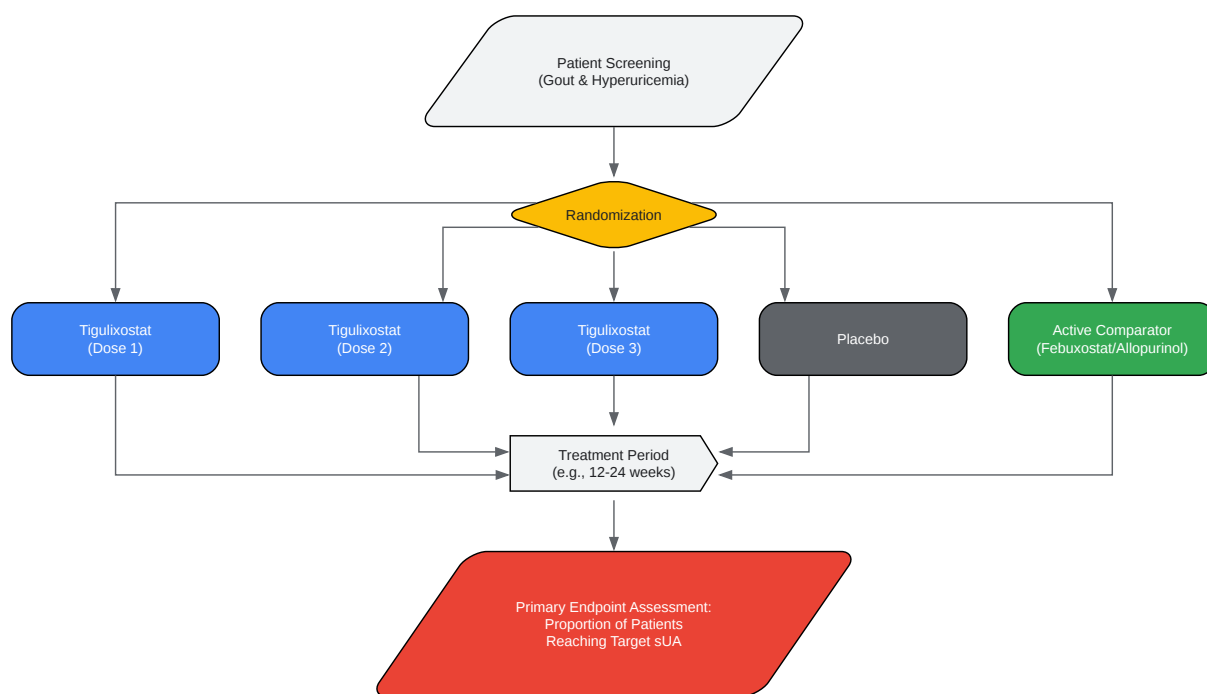 Patient Screening
(Gout & Hyperuricemia)
Randomization
Tigulixostat
(Dose 1)
Tigulixostat
(Dose 2)
Tigulixostat
(Dose 3)
Placebo
Active Comparator
(Febuxostat/Allopurinol)
Treatment Period
(e.g., 12-24 weeks)
Primary Endpoint Assessment:
Proportion of Patients
Reaching Target sUA